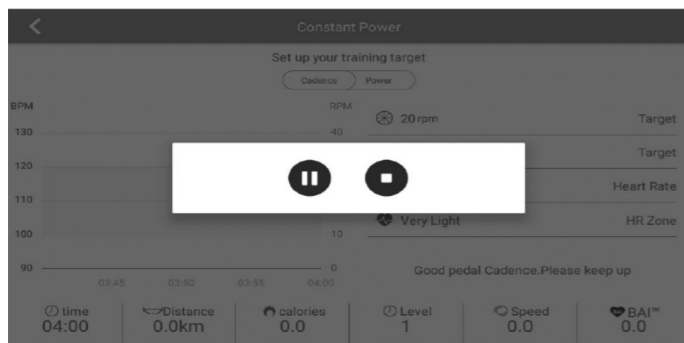 Constant Power
Set up your training target
Cadence Power
BPM RPM
130 40
120
110
100 10
90 0
03:45 03:50 03:55 04:00
20 rpm Target
Target
Heart Rate
Very Light HR Zone
Good pedal Cadence.Please keep up
time Distance calories Level Speed BAI™
04:00 0.0km 0.0 1 0.0 0.0